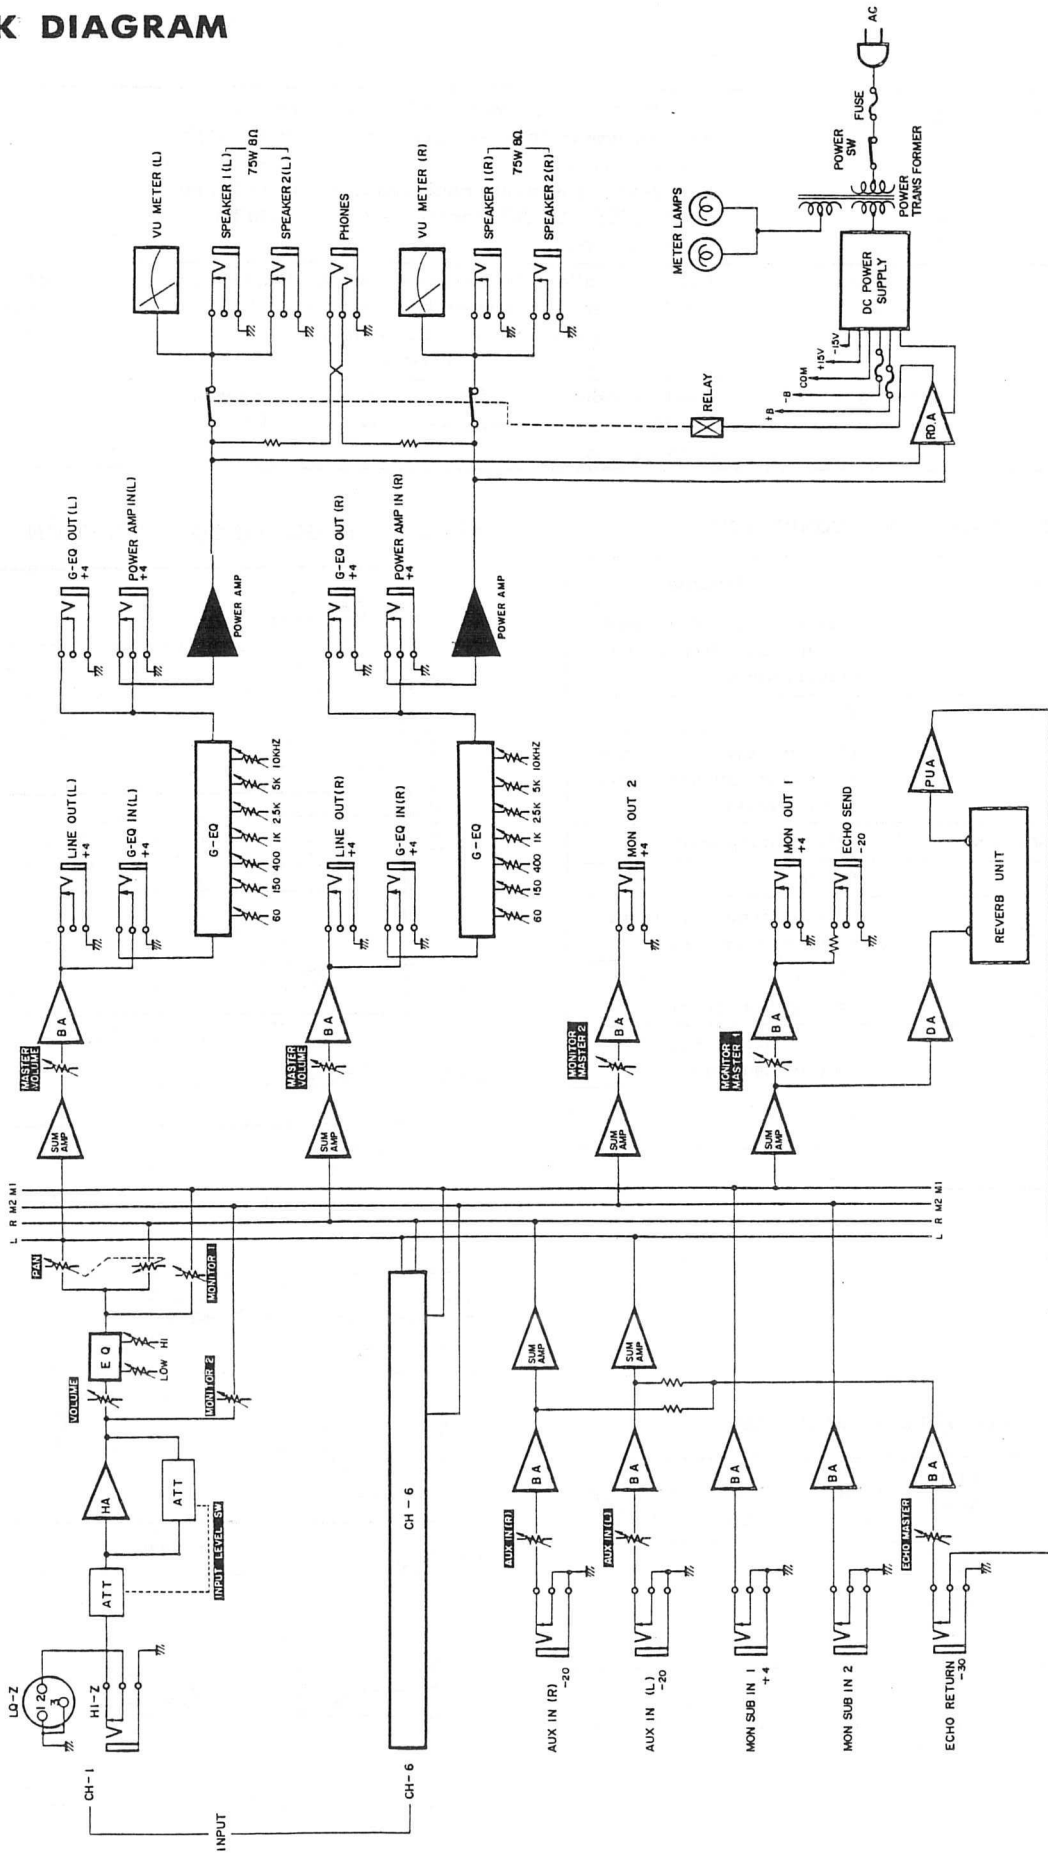 K DIAGRAM
INPUT
CH-1
LO-Z
1 2
3
HI-Z
ATT
HA
ATT
INPUT LEVEL SW
VOLUME
EQ
LOW
HI
MONITOR 2
MONITOR 1
PAN
L R M2 M1
CH-6
CH-6
L R M2 M1
AUX IN (R)
-20
AUX IN(R)
BA
SUM
AMP
AUX IN (L)
-20
AUX IN(L)
BA
SUM
AMP
MON SUB IN 1
+4
BA
MON SUB IN 2
BA
ECHO RETURN
-30
ECHO MASTER
BA
SUM
AMP
MASTER
VOLUME
BA
LINE OUT(L)
+4
G-EQ IN(L)
+4
G-EQ
60 150 400 1K 2.5K 5K 10KHZ
G-EQ OUT(L)
+4
POWER AMP IN(L)
+4
POWER AMP
VU METER (L)
SPEAKER 1(L)
75W 8Ω
SPEAKER 2(L)
PHONES
SUM
AMP
MASTER
VOLUME
BA
LINE OUT(R)
+4
G-EQ IN(R)
+4
G-EQ
60 150 400 1K 2.5K 5K 10KHZ
G-EQ OUT (R)
+4
POWER AMP IN (R)
+4
POWER AMP
VU METER (R)
SPEAKER 1(R)
75W 8Ω
SPEAKER 2(R)
SUM
AMP
MONITOR
MASTER 2
BA
MON OUT 2
+4
SUM
AMP
MONITOR
MASTER 1
BA
MON OUT 1
+4
ECHO SEND
-20
DA
REVERB UNIT
PUA
RELAY
RD.A
+B
-B
COM
+15V
-15V
DC POWER
SUPPLY
METER LAMPS
POWER
TRANSFORMER
POWER
SW
FUSE
AC